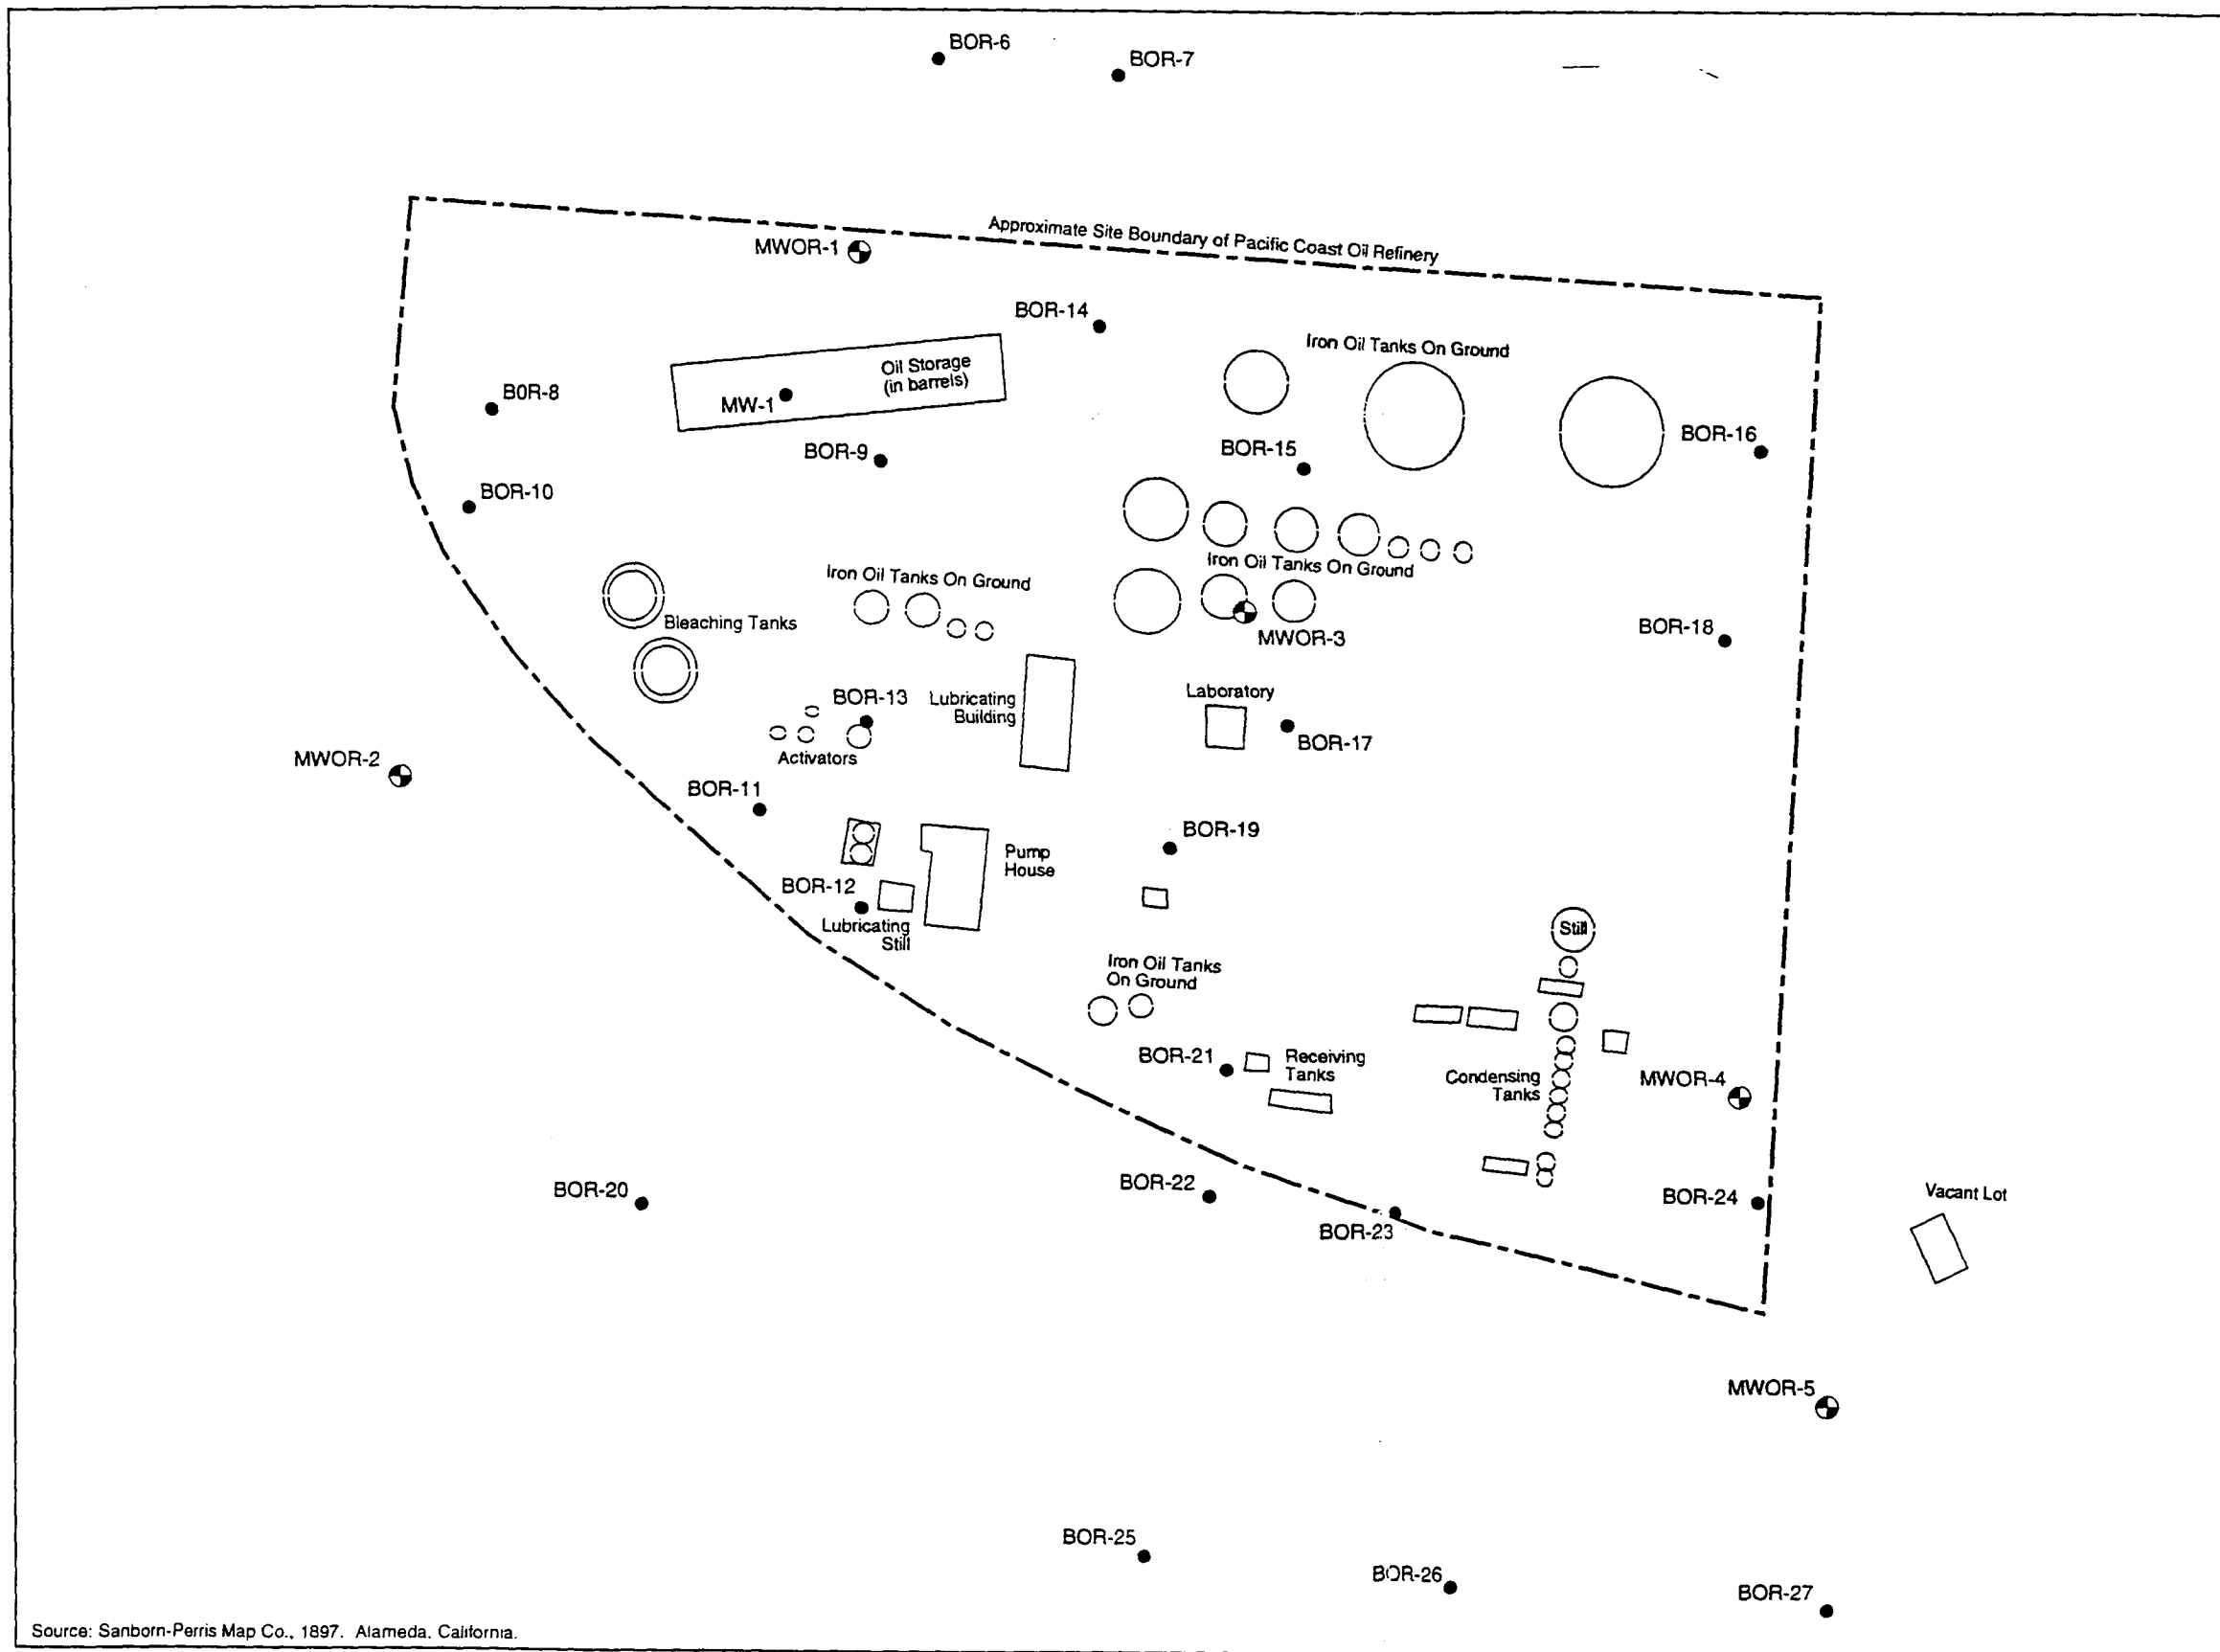 BOR-6
BOR-7
Approximate Site Boundary of Pacific Coast Oil Refinery
MWOR-1
BOR-14
Iron Oil Tanks On Ground
Oil Storage
(in barrels)
B0R-8
MW-1
BOR-9
BOR-15
BOR-16
BOR-10
Iron Oil Tanks On Ground
Iron Oil Tanks On Ground
Bleaching Tanks
MWOR-3
BOR-18
BOR-13
Lubricating
Building
Laboratory
BOR-17
Activators
MWOR-2
BOR-11
BOR-19
Pump
House
BOR-12
Lubricating
Still
Still
Iron Oil Tanks
On Ground
BOR-21
Receiving
Tanks
Condensing
Tanks
MWOR-4
BOR-20
BOR-22
BOR-23
BOR-24
Vacant Lot
MWOR-5
BOR-25
BOR-26
BOR-27
Source: Sanborn-Perris Map Co., 1897. Alameda. California.